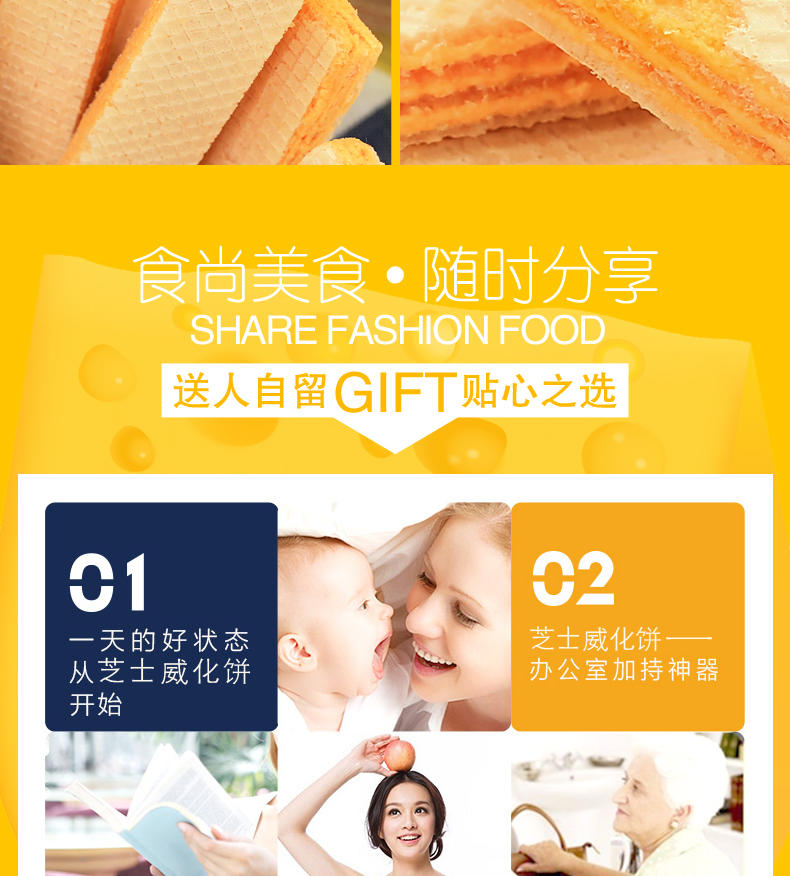 食尚美食•随时分享
SHARE FASHION FOOD
送人自留GIFT贴心之选
01
一天的好状态
从芝士威化饼
开始
02
芝士威化饼——
办公室加持神器